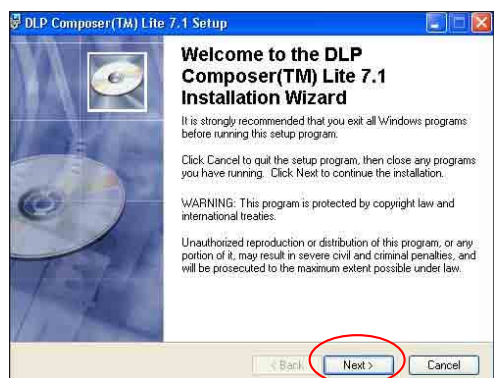 DLP Composer(TM) Lite 7.1 Setup
Welcome to the DLP
Composer(TM) Lite 7.1
Installation Wizard
It is strongly recommended that you exit all Windows programs
before running this setup program.
Click Cancel to quit the setup program, then close any programs
you have running. Click Next to continue the installation.
WARNING: This program is protected by copyright law and
international treaties.
Unauthorized reproduction or distribution of this program, or any
portion of it, may result in severe civil and criminal penalties, and
will be prosecuted to the maximum extent possible under law.
< Back Next > Cancel